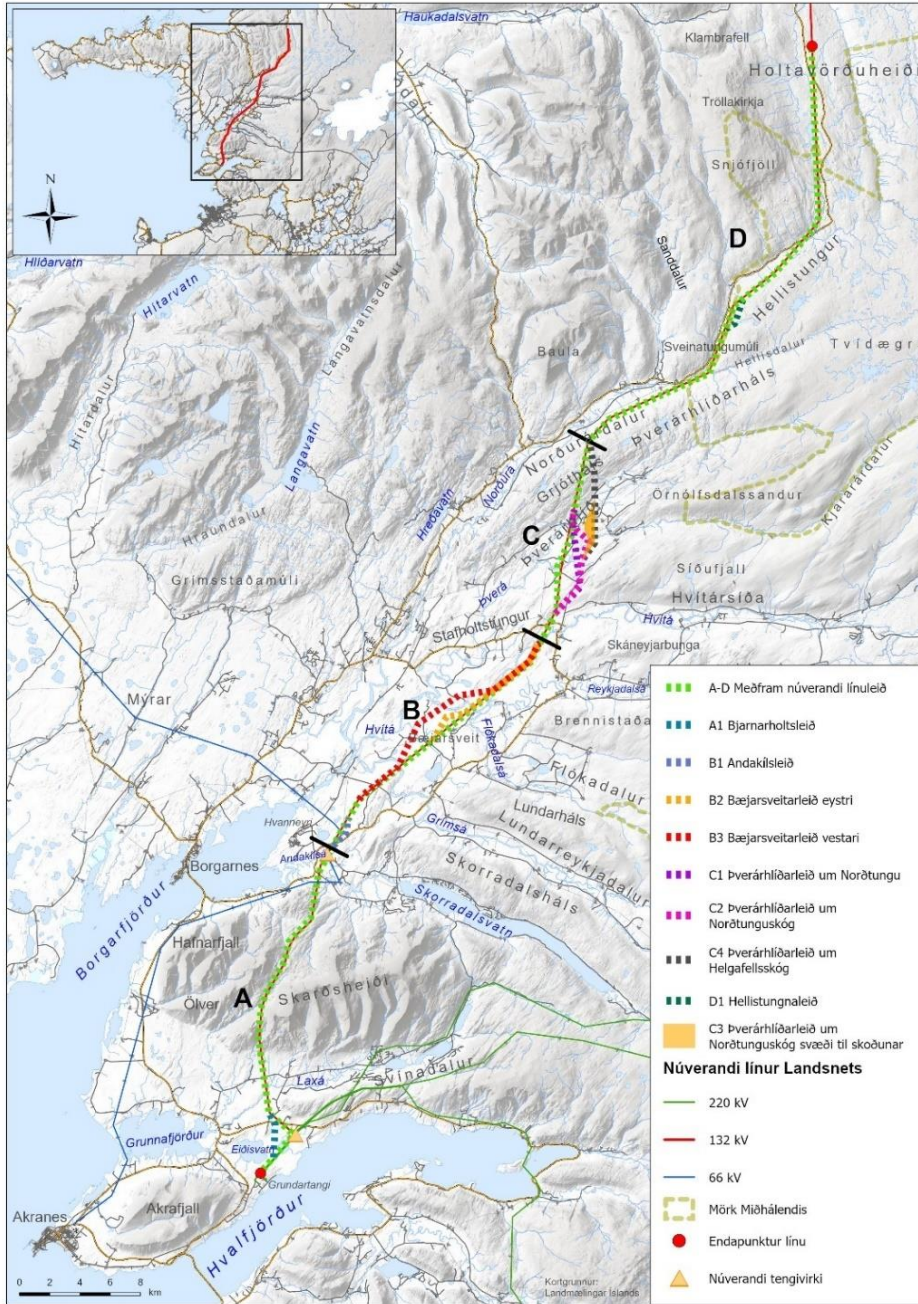 Haukadalsvatn
Klambrafell
Holtavörðuheiði
Tröllakirkja
Snjófjöll
N
D
Sanddalur
Hlíðarvatn
Hítarvatn
Langavatnsdalur
Hellistungur
Baula
Sveinatungumúli
Hellisdalur
Tvídægr
Hítardalur
Langavatn
Norðurárdalur
Þverárhlíðarháls
Norðurá
Hreðavatn
Örnólfsdalssandur
Kjararárdalur
Hraundalur
C
Grímsstaðamúli
Síðufjall
Þverá
Hvítársíða
Stafholtstungur
Hvítá
Skáneyjarbunga
Mýrar
Reykjadalsá
B
Hvítá
Brennistaða
Bæjarsveit
Flókadalsá
Flókadalur
Lundarháls
Grímsá
Lundarreykjadalur
Hvanneyri
Andakílsá
Borgarnes
Skorradalsháls
Skorradalsvatn
Borgarfjörður
Hafnarfjall
A
Skarðsheiði
Ölver
Laxá
Svínadalur
Grunnafjörður
Eiðisvatn
Grundartangi
Akrafjall
Akranes
Hvalfjörður
0 2 4 6 8
km
Kortgrunnur:
Landmælingar Íslands
A-D Meðfram núverandi línuleið
A1 Bjarnarholtsleið
B1 Andakílsleið
B2 Bæjarsveitarleið eystri
B3 Bæjarsveitarleið vestari
C1 Þverárhlíðarleið um Norðtungu
C2 Þverárhlíðarleið um
Norðtunguskóg
C4 Þverárhlíðarleið um
Helgafellsskóg
D1 Hellistungnaleið
C3 Þverárhlíðarleið um
Norðtunguskóg svæði til skoðunar
Núverandi línur Landsnets
220 kV
132 kV
66 kV
Mörk Miðhálendis
Endapunktur línu
Núverandi tengivirki